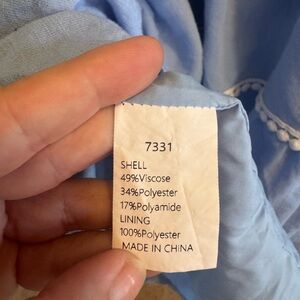 7331
SHELL
49%Viscose
34%Polyester
17%Polyamide
LINING
100%Polyester
MADE IN CHINA